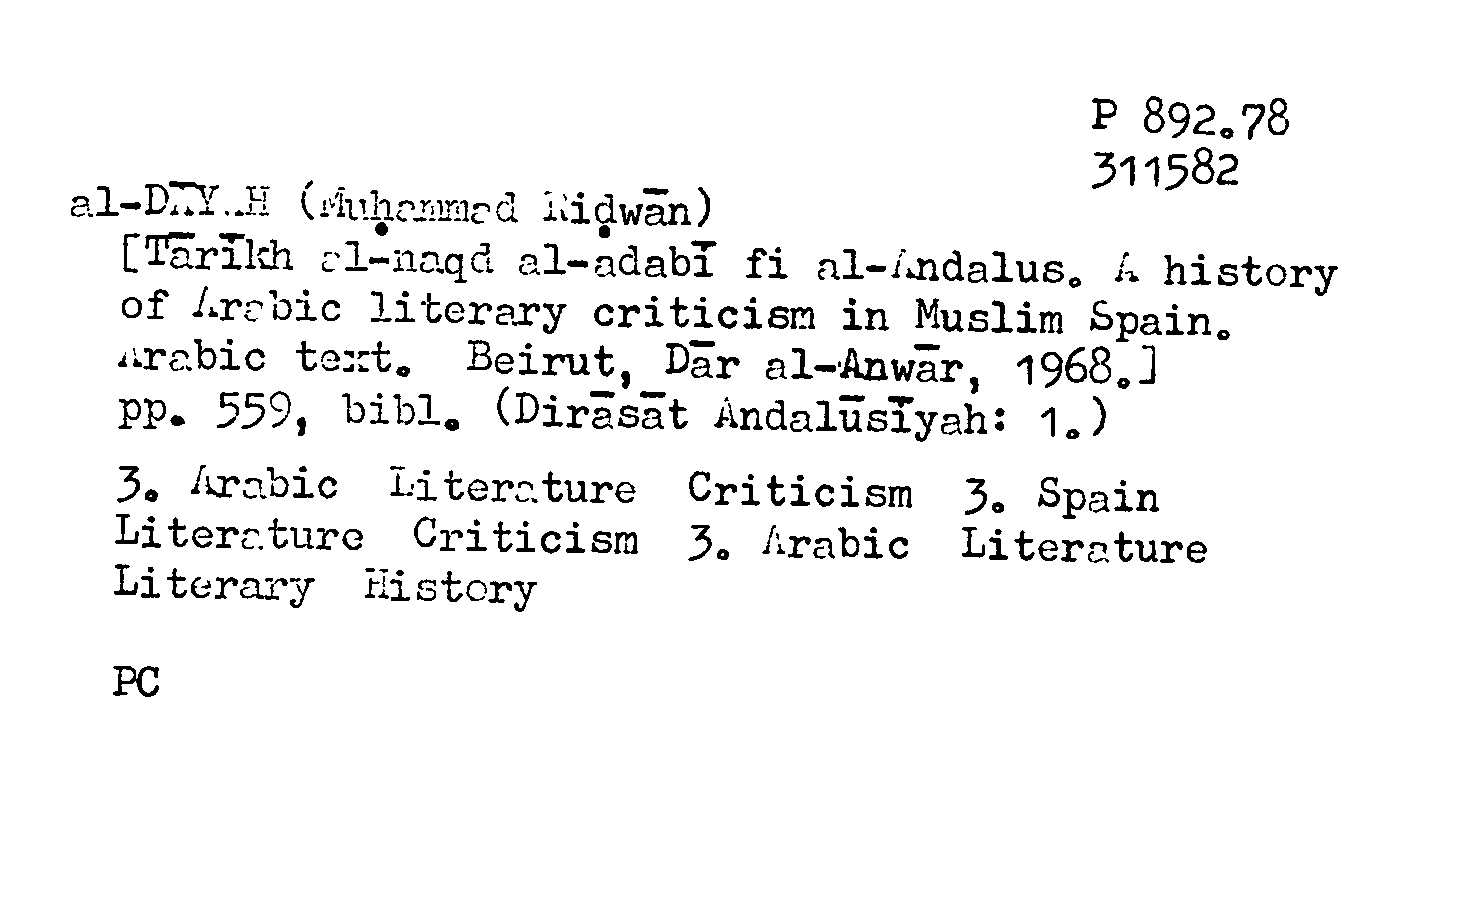 P 892.78
311582
al-DĀYAH (Muḥammad Riḍwān)
[Tārīkh al-naqd al-adabī fi al-Andalus. A history
of Arabic literary criticism in Muslim Spain.
Arabic text. Beirut, Dār al-Anwār, 1968.]
pp. 559, bibl. (Dirāsāt Andalūsīyah: 1.)
3. Arabic Literature Criticism 3. Spain
Literature Criticism 3. Arabic Literature
Literary History
PC